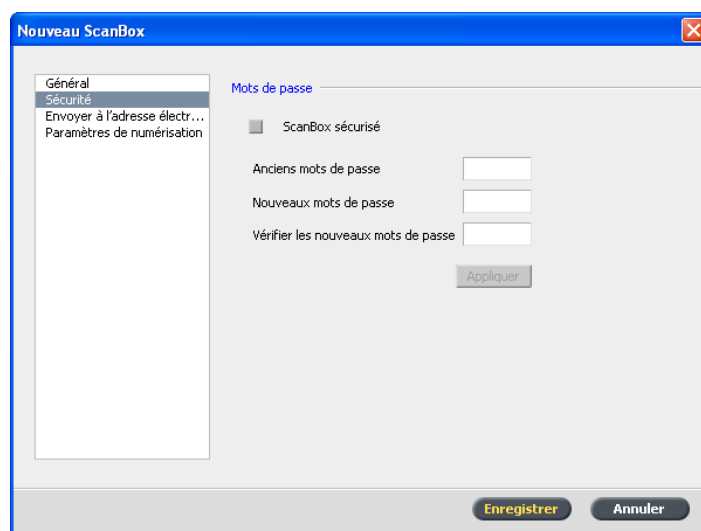 Nouveau ScanBox
Général
Sécurité
Envoyer à l'adresse électr...
Paramètres de numérisation
Mots de passe
ScanBox sécurisé
Anciens mots de passe
Nouveaux mots de passe
Vérifier les nouveaux mots de passe
Appliquer
Enregistrer
Annuler